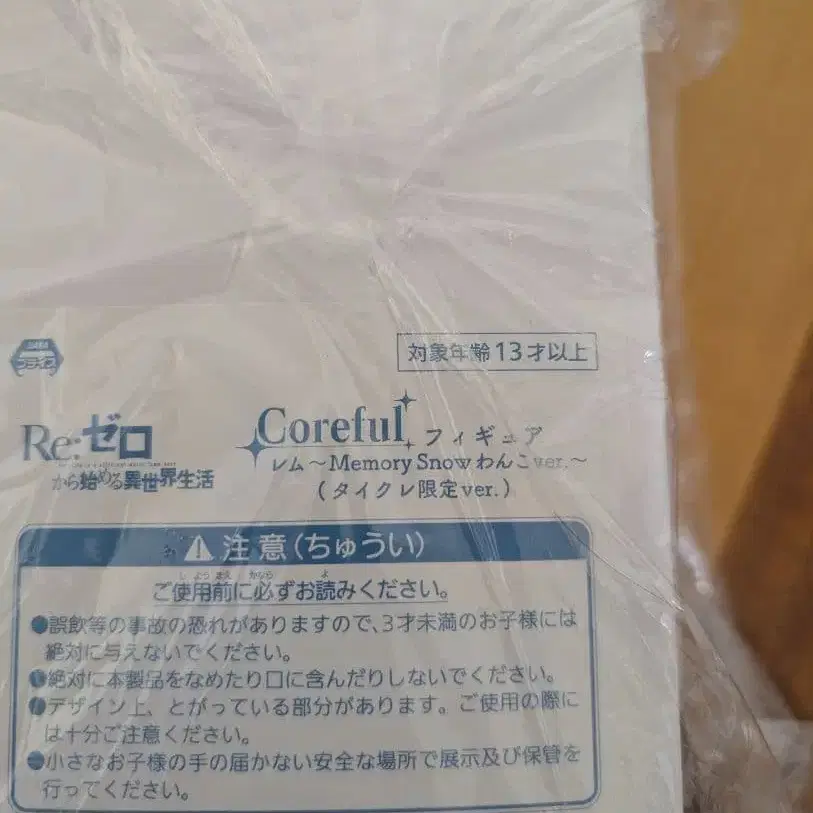 TAITO
プライズ
対象年齢13才以上
Re:ゼロ
から始める異世界生活
Coreful フィギュア
レム～Memory Snow わんこver.～
(タイクレ限定ver.)
注意(ちゅうい)
ご使用前に必ずお読みください。
●誤飲等の事故の恐れがありますので、3才未満のお子様には
絶対に与えないでください。
●絶対に本製品をなめたり口に含んだりしないでください。
●デザイン上、とがっている部分があります。ご使用の際に
は十分ご注意ください。
●小さなお子様の手の届かない安全な場所で展示及び保管を
行ってください。